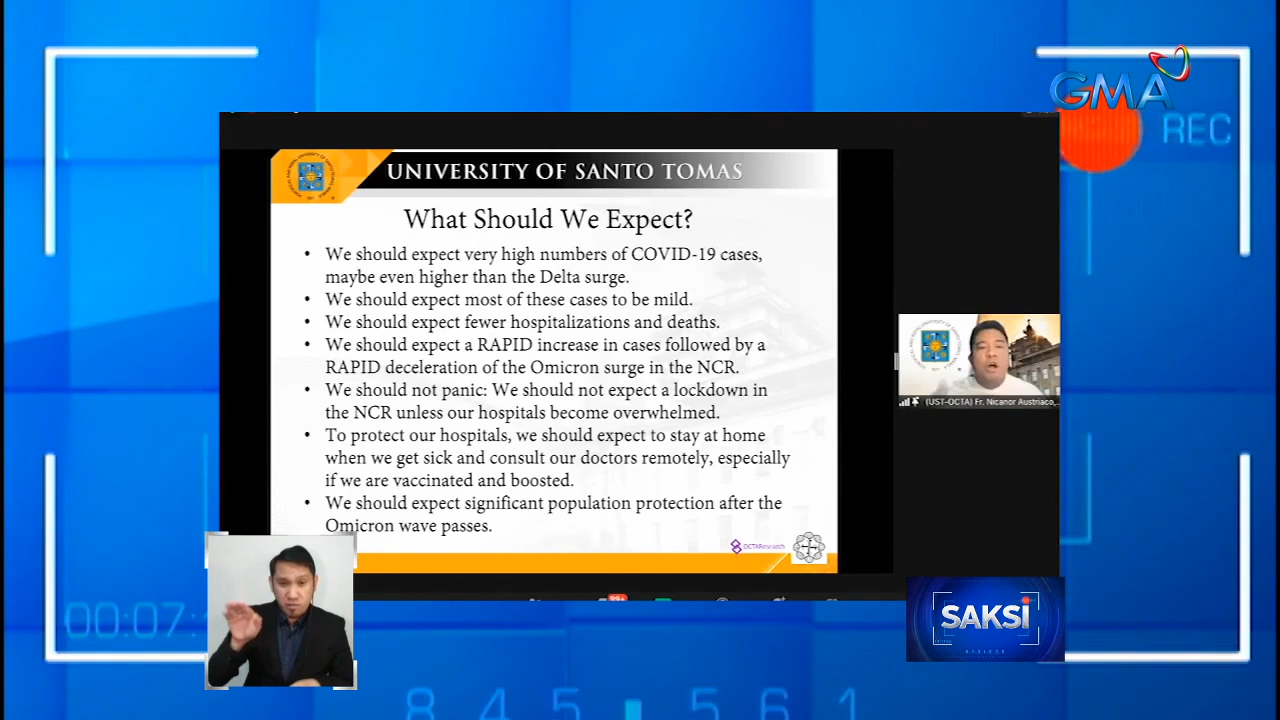 GMA
REC
UNIVERSITY OF SANTO TOMAS
What Should We Expect?
• We should expect very high numbers of COVID-19 cases,
maybe even higher than the Delta surge.
• We should expect most of these cases to be mild.
• We should expect fewer hospitalizations and deaths.
• We should expect a RAPID increase in cases followed by a
RAPID deceleration of the Omicron surge in the NCR.
• We should not panic: We should not expect a lockdown in
the NCR unless our hospitals become overwhelmed.
• To protect our hospitals, we should expect to stay at home
when we get sick and consult our doctors remotely, especially
if we are vaccinated and boosted.
• We should expect significant population protection after the
Omicron wave passes.
OCTAResearch
(UST-OCTA) Fr. Nicanor Austriaco,...
SAKSI
00:07:
845.561